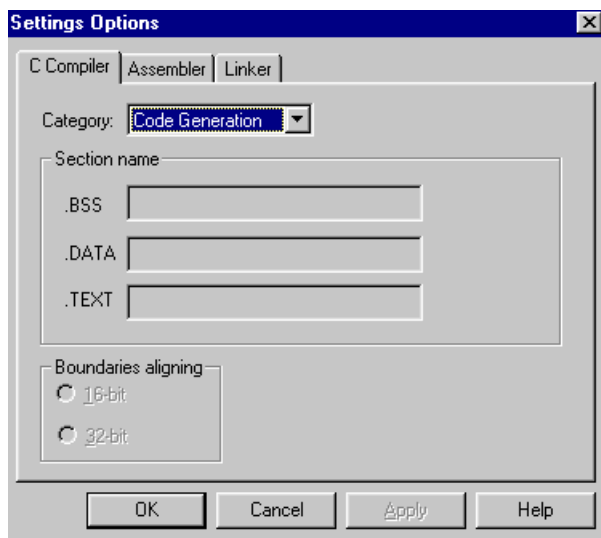 Settings Options
C Compiler Assembler Linker
Category: Code Generation
Section name
.BSS
.DATA
.TEXT
Boundaries aligning
16-bit
32-bit
OK Cancel Apply Help